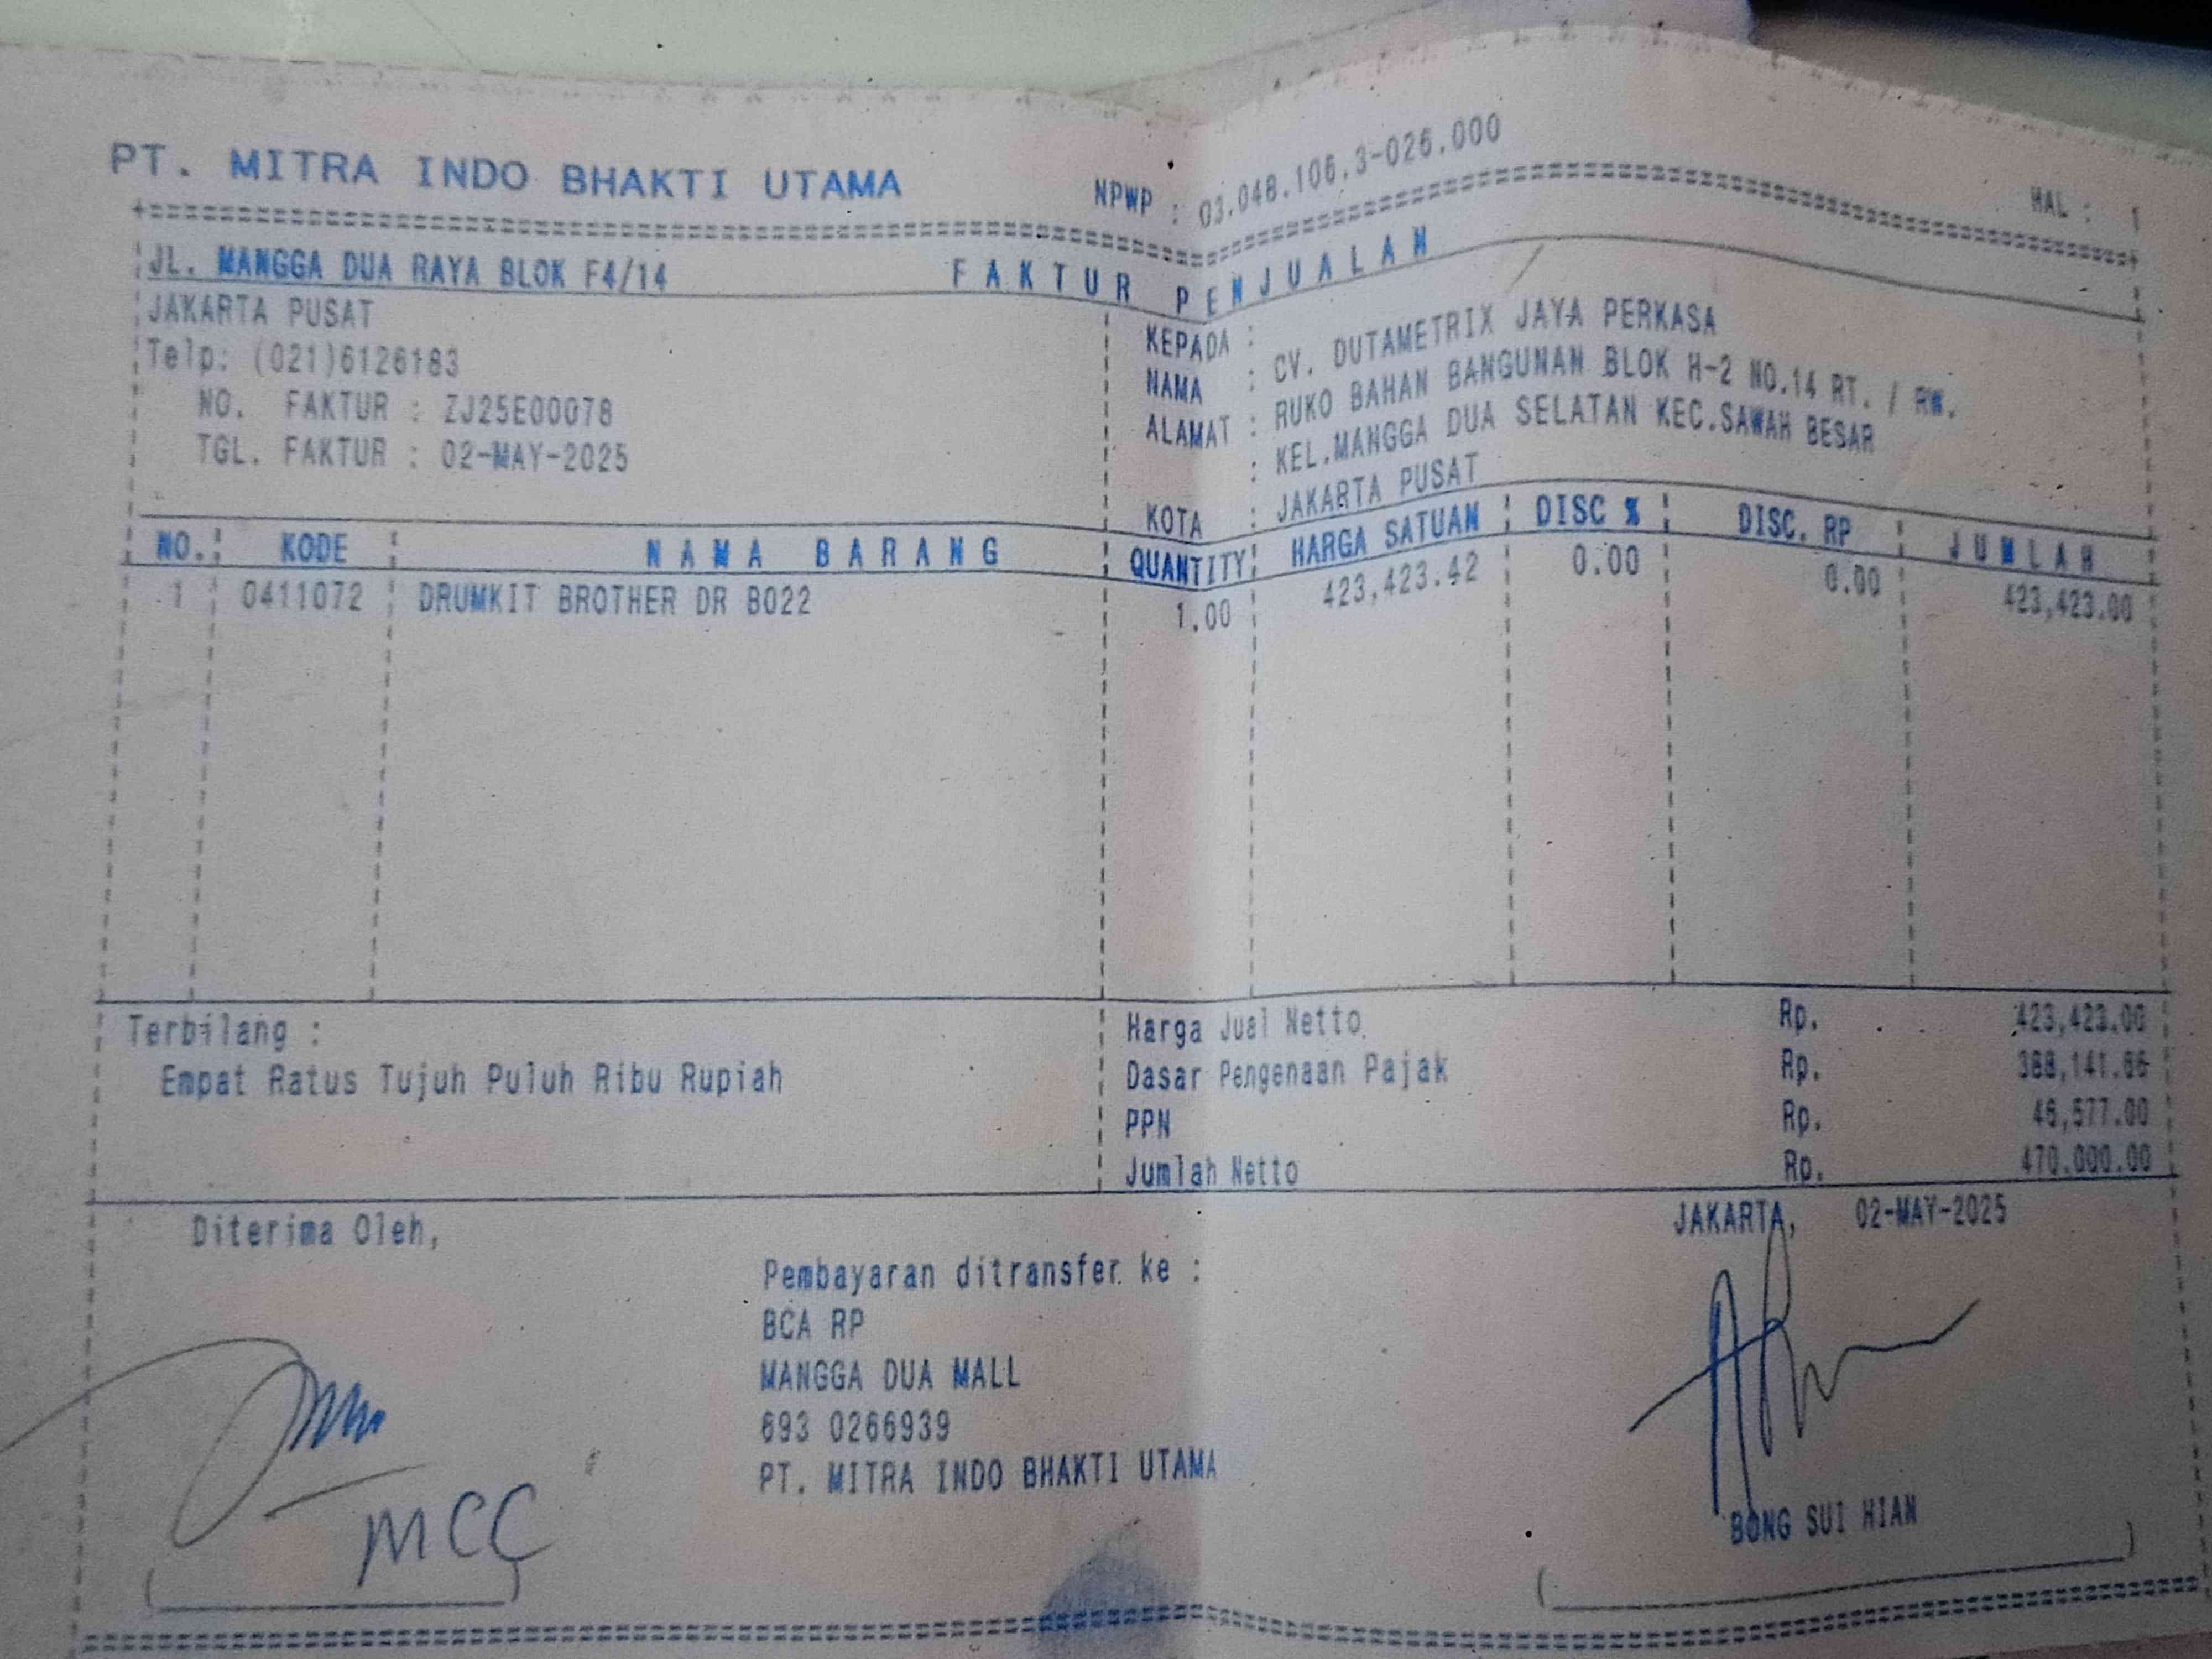 PT. MITRA INDO BHAKTI UTAMA
NPWP : 03.048.106.3-026.000
HAL : 1
JL. MANGGA DUA RAYA BLOK F4/14
FAKTUR PENJUALAN
JAKARTA PUSAT
Telp: (021)6126183
NO. FAKTUR : ZJ25E00078
TGL. FAKTUR : 02-MAY-2025
KEPADA :
NAMA : CV. DUTAMETRIX JAYA PERKASA
ALAMAT : RUKO BAHAN BANGUNAN BLOK H-2 NO.14 RT. / RW.
: KEL.MANGGA DUA SELATAN KEC.SAWAH BESAR
KOTA : JAKARTA PUSAT
NO. KODE NAMA BARANG QUANTITY HARGA SATUAN DISC % DISC. RP JUMLAH
1 0411072 DRUMKIT BROTHER DR B022 1.00 423,423.42 0.00 0.00 423,423.00
Terbilang :
Empat Ratus Tujuh Puluh Ribu Rupiah
Harga Jual Netto Rp. 423,423.00
Dasar Pengenaan Pajak Rp. 388,141.86
PPN Rp. 46,577.00
Jumlah Netto Rp. 470.000.00
Diterima Oleh,
MCC
Pembayaran ditransfer ke :
BCA RP
MANGGA DUA MALL
693 0266939
PT. MITRA INDO BHAKTI UTAMA
JAKARTA, 02-MAY-2025
BONG SUI HIAN